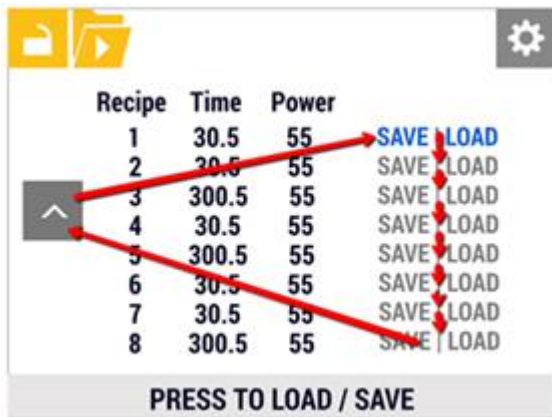 Recipe Time Power
1 30.5 55 SAVE | LOAD
2 30.5 55 SAVE | LOAD
3 300.5 55 SAVE | LOAD
4 30.5 55 SAVE | LOAD
5 300.5 55 SAVE | LOAD
6 30.5 55 SAVE | LOAD
7 30.5 55 SAVE | LOAD
8 300.5 55 SAVE | LOAD
PRESS TO LOAD / SAVE